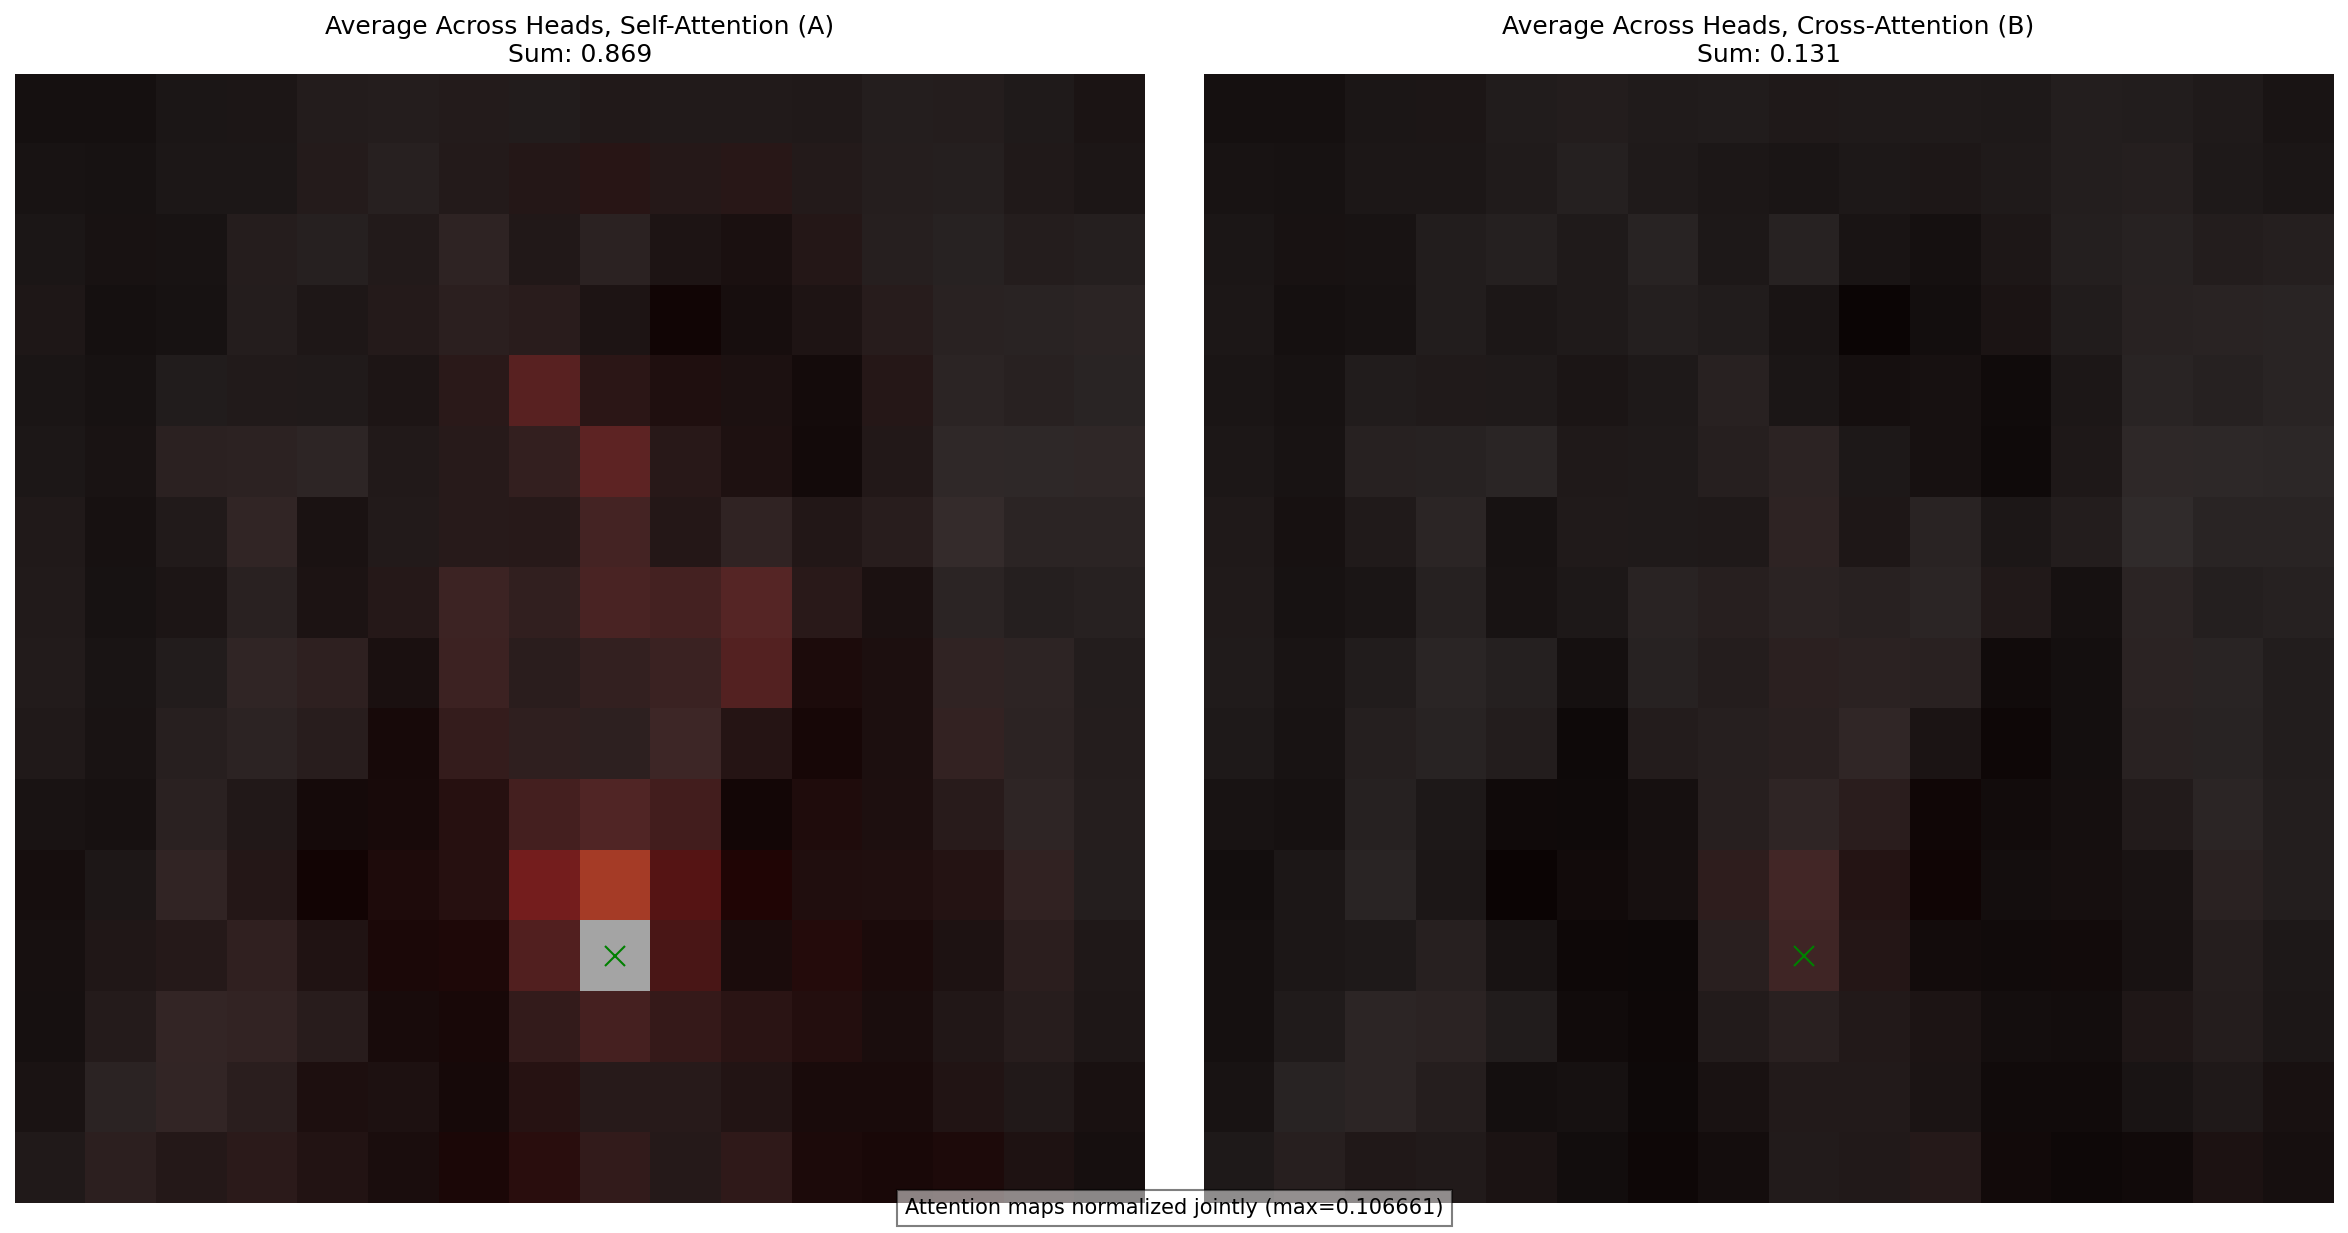 Average Across Heads, Self-Attention (A)
Sum: 0.869
Average Across Heads, Cross-Attention (B)
Sum: 0.131
Attention maps normalized jointly (max=0.106661)